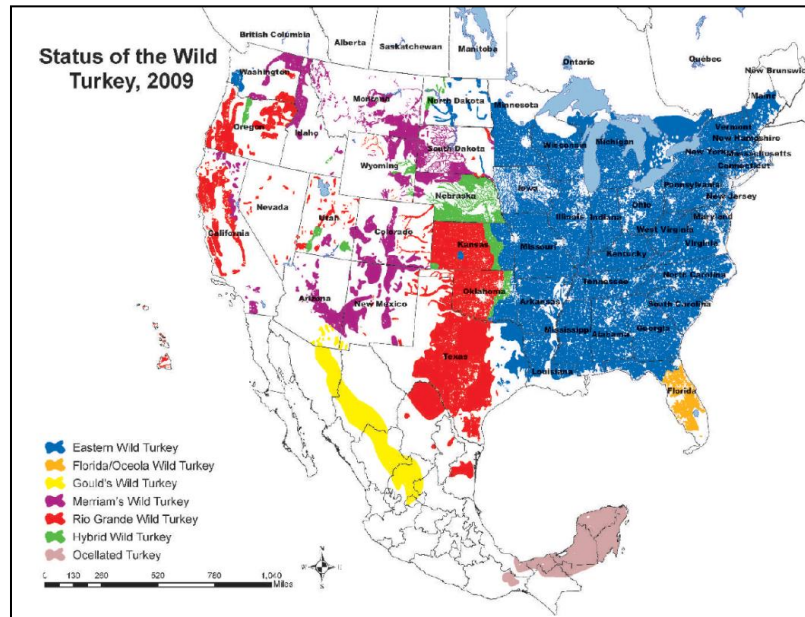 Status of the Wild
Turkey, 2009
British Columbia
Alberta
Saskatchewan
Manitoba
Ontario
Québec
New Brunswick
Washington
Montana
North Dakota
Minnesota
Maine
Oregon
Idaho
Wyoming
South Dakota
Wisconsin
Michigan
Vermont
New Hampshire
New York
Massachusetts
Connecticut
Nebraska
Iowa
Pennsylvania
New Jersey
Nevada
Utah
Colorado
Illinois
Indiana
Ohio
Maryland
West Virginia
Virginia
California
Kansas
Missouri
Kentucky
Arizona
New Mexico
Oklahoma
Arkansas
Tennessee
North Carolina
South Carolina
Texas
Mississippi
Alabama
Georgia
Louisiana
Florida
Eastern Wild Turkey
Florida/Oceola Wild Turkey
Gould's Wild Turkey
Merriam's Wild Turkey
Rio Grande Wild Turkey
Hybrid Wild Turkey
Ocellated Turkey
0 130 260 520 780 1,040
Miles
N